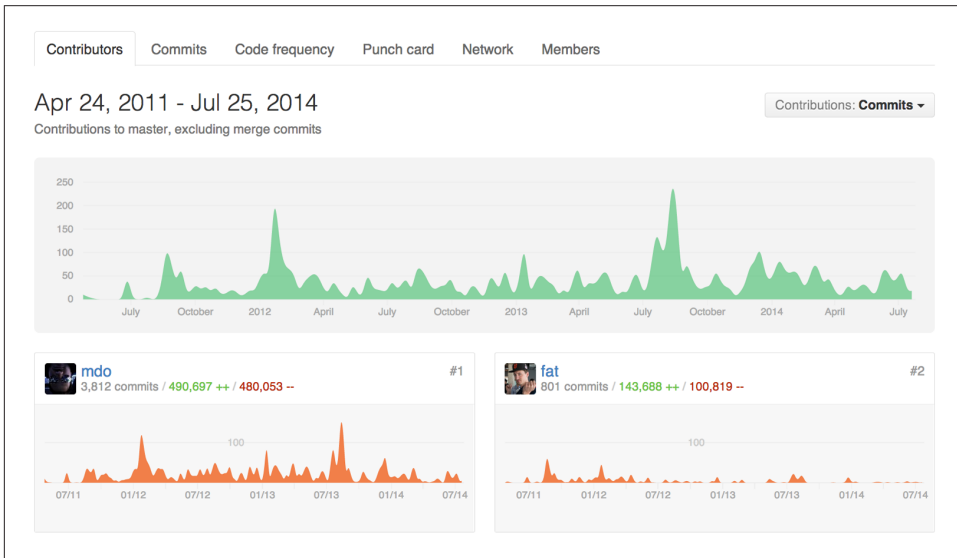 Contributors Commits Code frequency Punch card Network Members
Apr 24, 2011 - Jul 25, 2014
Contributions: Commits
Contributions to master, excluding merge commits
250
200
150
100
50
0
July October 2012 April July October 2013 April July October 2014 April July
mdo #1
3,812 commits / 490,697 ++ / 480,053 --
100
07/11 01/12 07/12 01/13 07/13 01/14 07/14
fat #2
801 commits / 143,688 ++ / 100,819 --
100
07/11 01/12 07/12 01/13 07/13 01/14 07/14